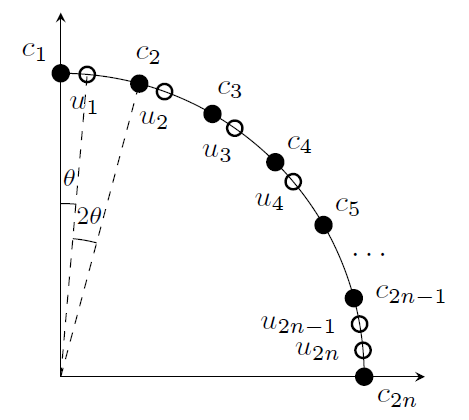 c₁
c₂
u₁
u₂
c₃
u₃
c₄
u₄
θ
2θ
c₅
…
c₂ₙ₋₁
u₂ₙ₋₁
u₂ₙ
c₂ₙ